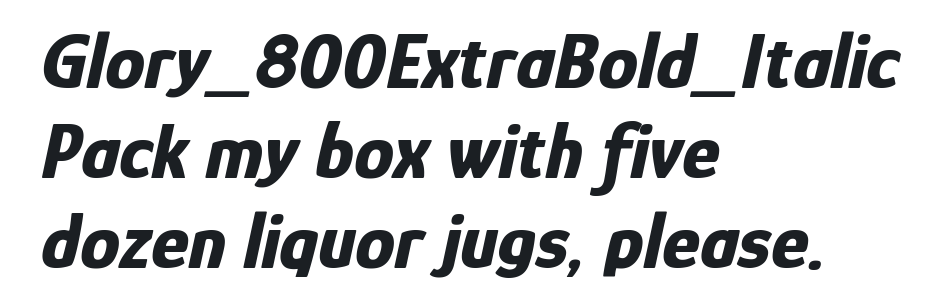 Glory_800ExtraBold_Italic
Pack my box with five
dozen liquor jugs, please.